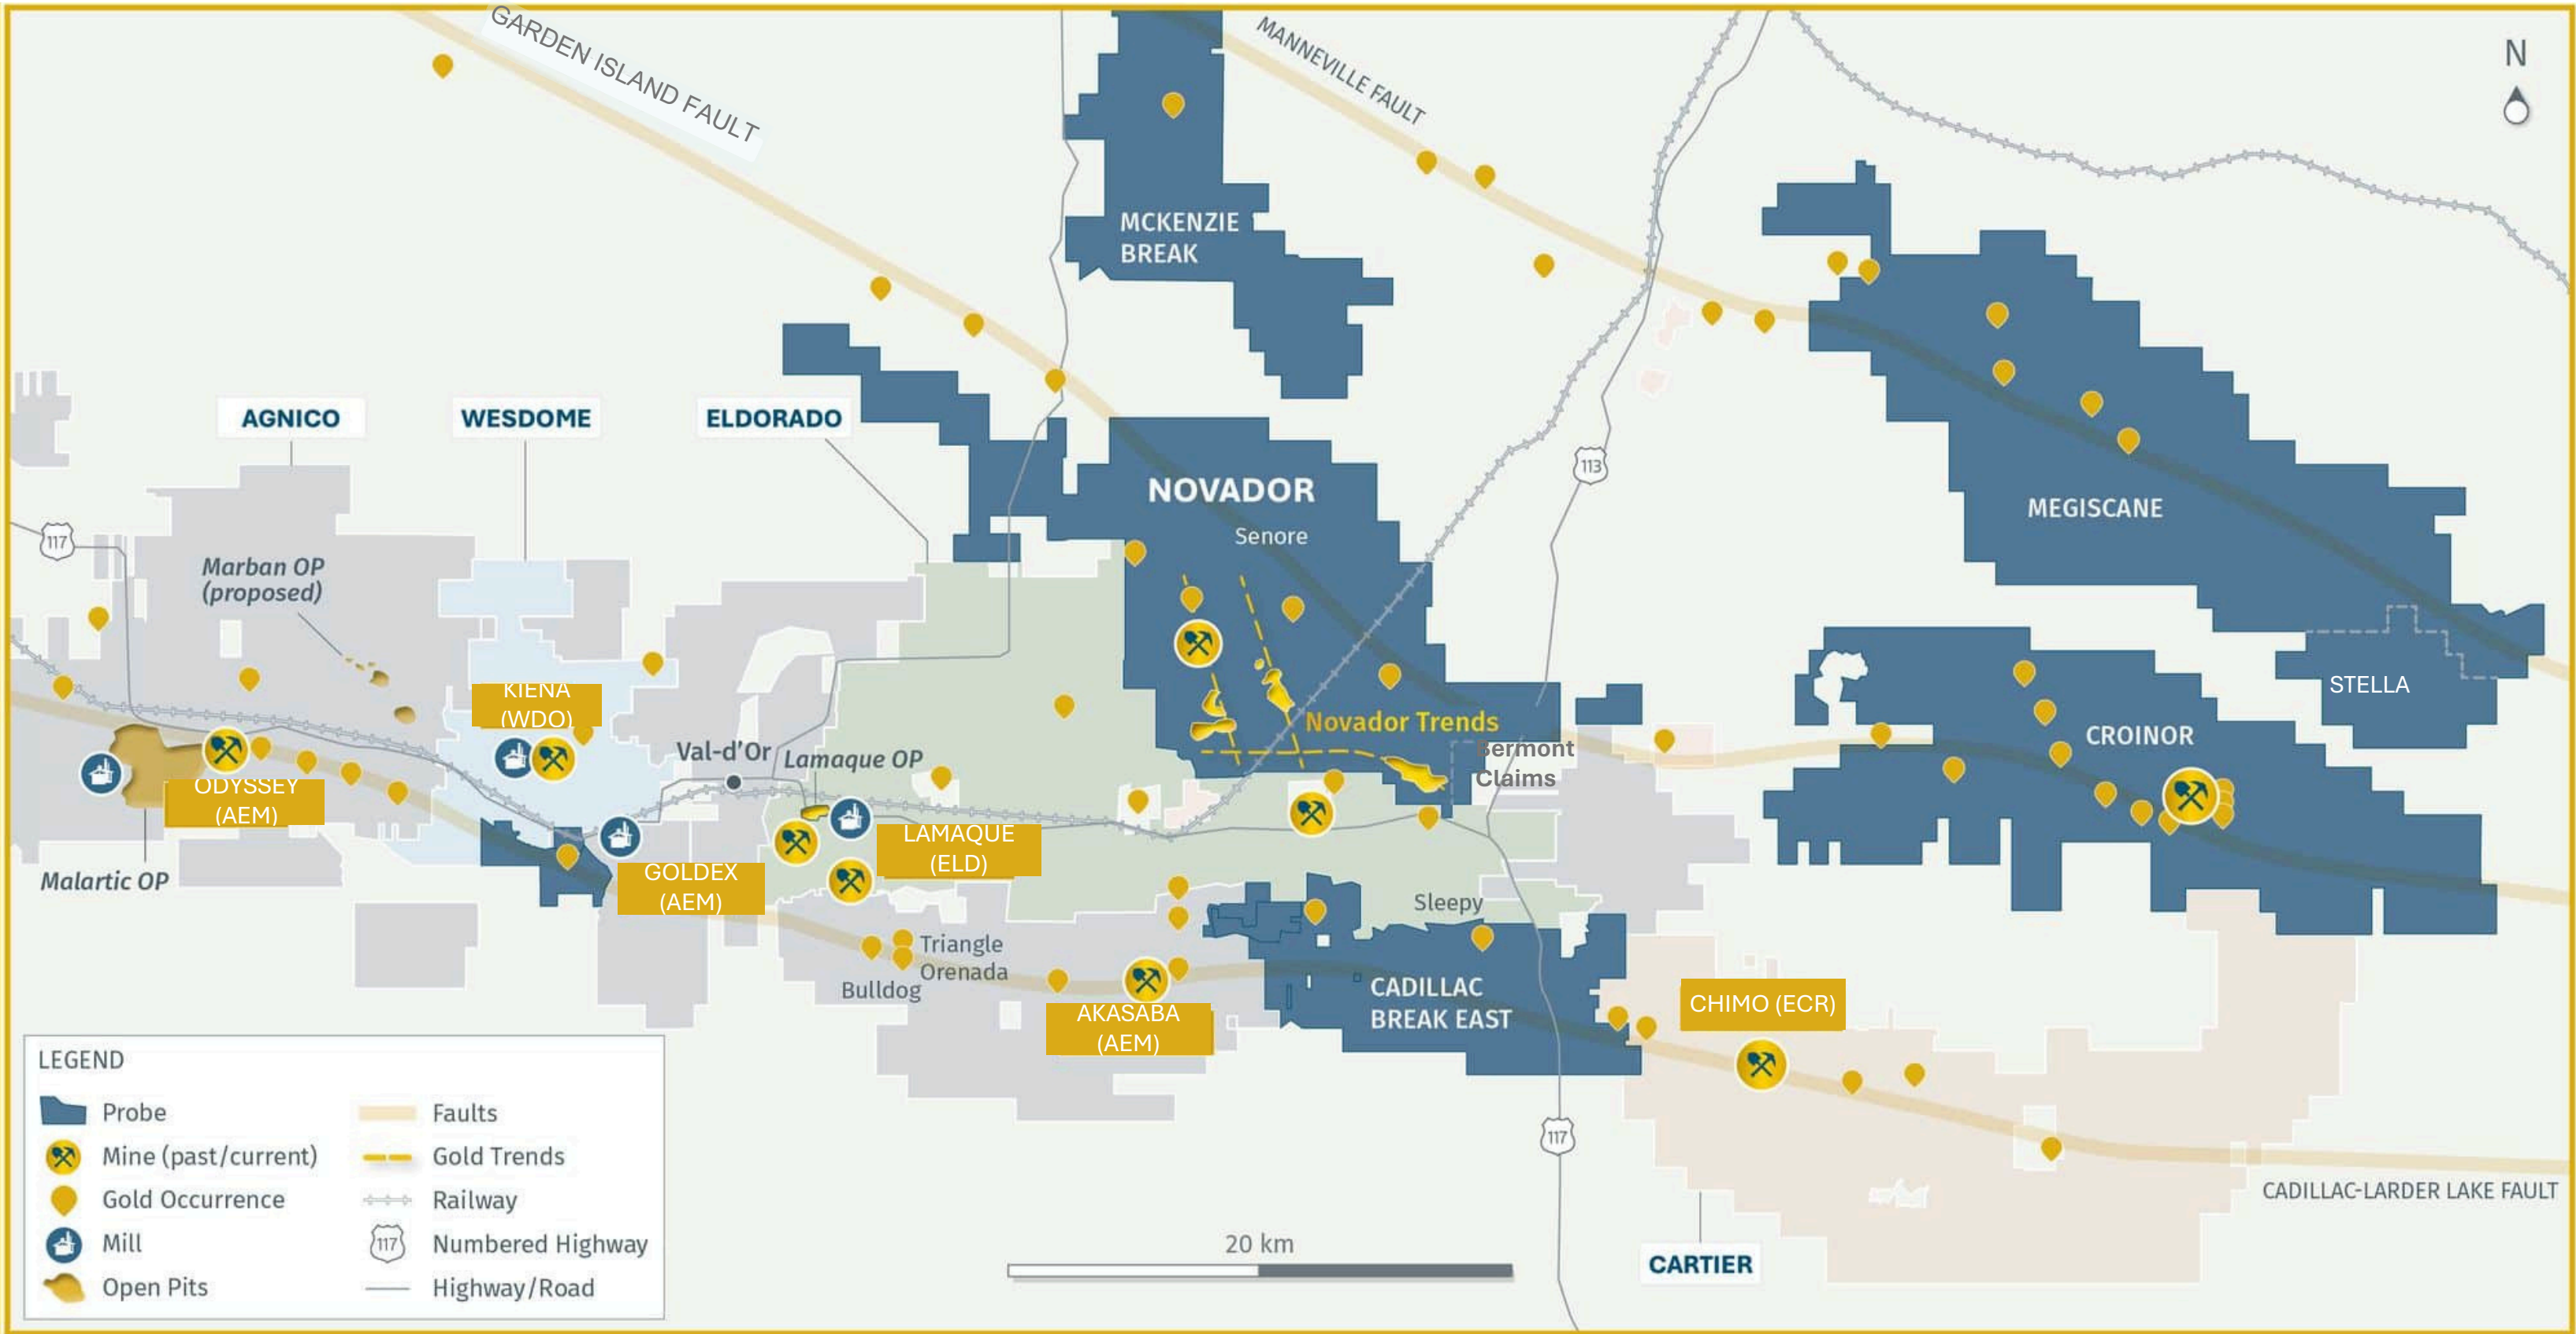 GARDEN ISLAND FAULT
MANNEVILLE FAULT
N
MCKENZIE
BREAK
AGNICO
WESDOME
ELDORADO
113
NOVADOR
Senore
MEGISCANE
117
Marban OP
(proposed)
STELLA
KIENA
(WDO)
Novador Trends
CROINOR
Val-d'Or
Lamaque OP
Bermont
Claims
ODYSSEY
(AEM)
LAMAQUE
(ELD)
Malartic OP
GOLDEX
(AEM)
Sleepy
Triangle
Orenada
Bulldog
CADILLAC
BREAK EAST
CHIMO (ECR)
AKASABA
(AEM)
117
CADILLAC-LARDER LAKE FAULT
20 km
CARTIER
LEGEND
Probe
Faults
Mine (past/current)
Gold Trends
Gold Occurrence
Railway
Mill
117
Numbered Highway
Open Pits
Highway/Road